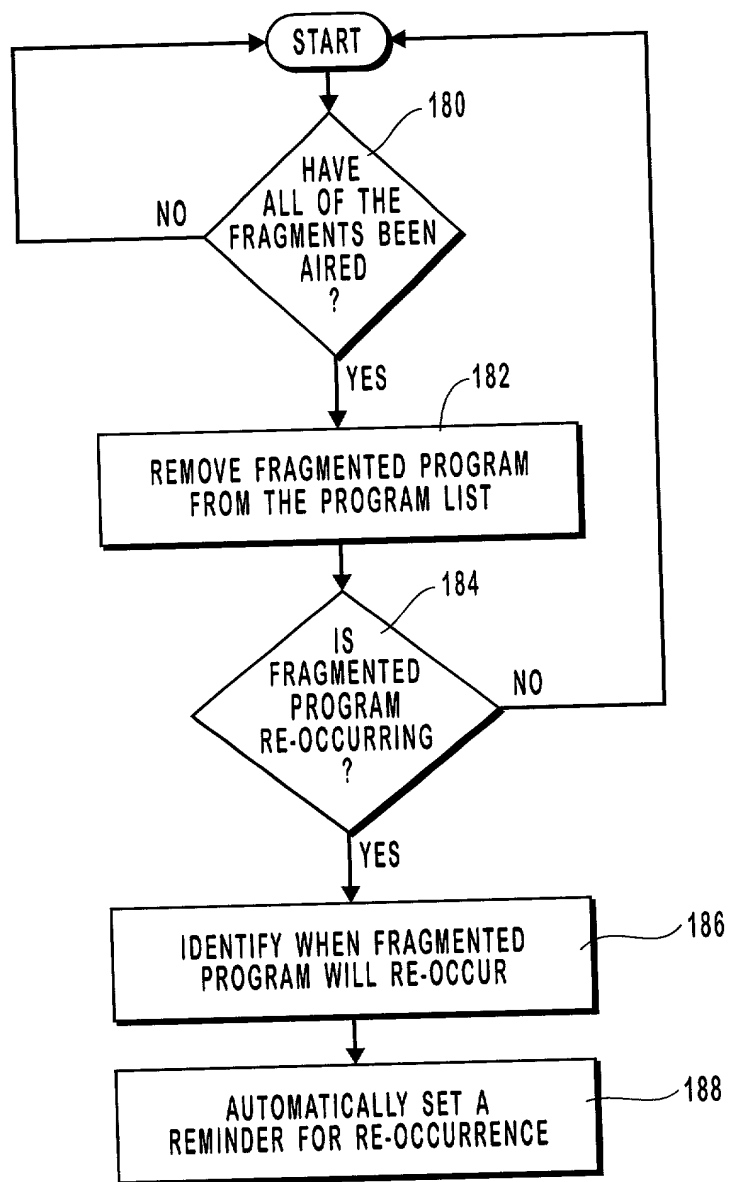 START
180
HAVE
ALL OF THE
FRAGMENTS BEEN
AIRED
?
NO
YES
182
REMOVE FRAGMENTED PROGRAM
FROM THE PROGRAM LIST
184
IS
FRAGMENTED
PROGRAM
RE-OCCURRING
?
NO
YES
186
IDENTIFY WHEN FRAGMENTED
PROGRAM WILL RE-OCCUR
188
AUTOMATICALLY SET A
REMINDER FOR RE-OCCURRENCE